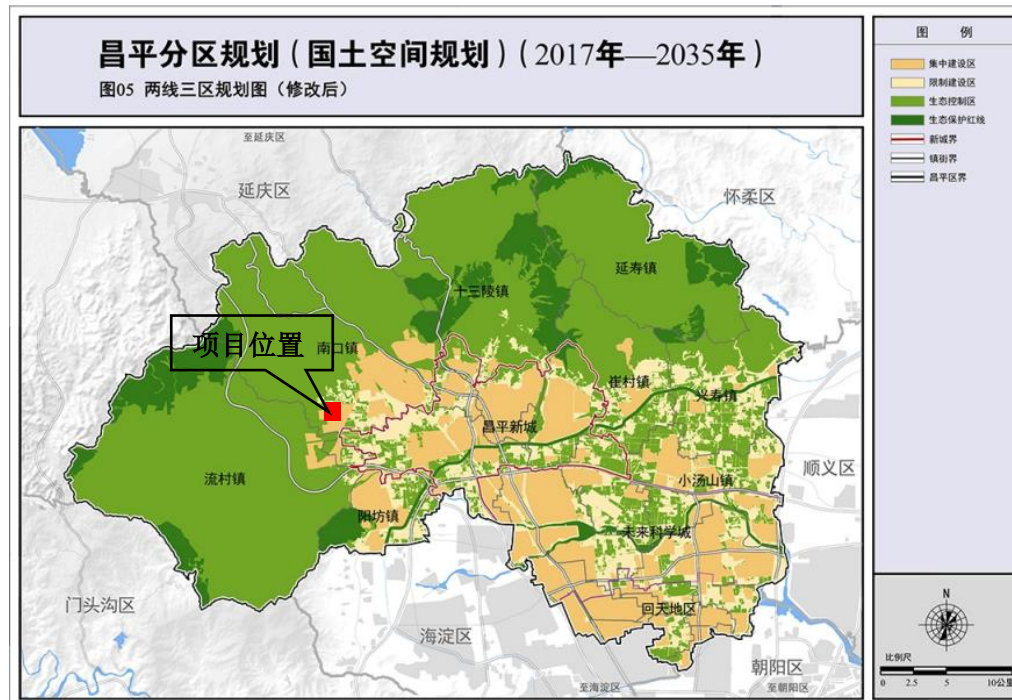 昌平分区规划（国土空间规划）（2017年—2035年）
图05 两线三区规划图（修改后）
图 例
集中建设区
限制建设区
生态控制区
生态保护红线
新城界
镇街界
昌平区界
至延庆区
延庆区
怀柔区
延寿镇
十三陵镇
项目位置
南口镇
崔村镇
兴寿镇
昌平新城
流村镇
小汤山镇
顺义区
阳坊镇
未来科学城
门头沟区
回天地区
海淀区
朝阳区
至海淀区
至朝阳区
N
比例尺
0 2.5 5 10公里